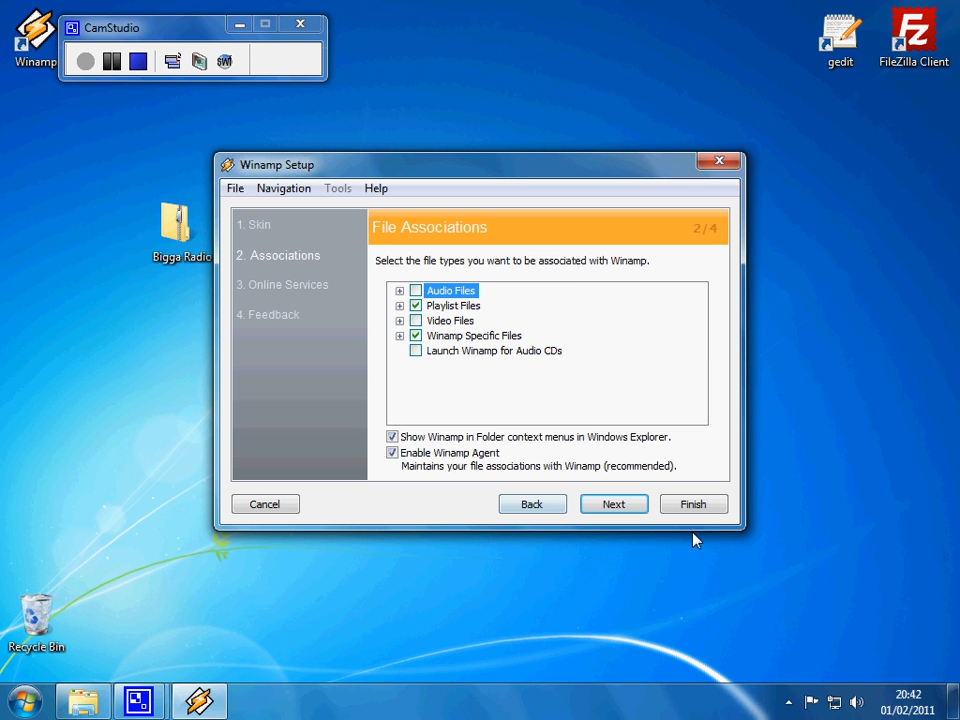 CamStudio
Winamp
gedit
FileZilla Client
Bigga Radio
Winamp Setup
File Navigation Tools Help
1. Skin
2. Associations
3. Online Services
4. Feedback
File Associations 2/4
Select the file types you want to be associated with Winamp.
Audio Files
Playlist Files
Video Files
Winamp Specific Files
Launch Winamp for Audio CDs
Show Winamp in Folder context menus in Windows Explorer.
Enable Winamp Agent
Maintains your file associations with Winamp (recommended).
Cancel Back Next Finish
Recycle Bin
20:42
01/02/2011